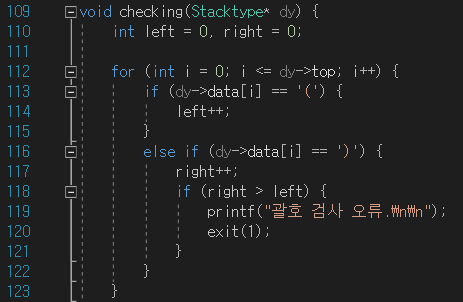 109 void checking(Stacktype* dy) {
110 int left = 0, right = 0;
111
112 for (int i = 0; i <= dy->top; i++) {
113 if (dy->data[i] == '(') {
114 left++;
115 }
116 else if (dy->data[i] == ')') {
117 right++;
118 if (right > left) {
119 printf("괄호 검사 오류.₩n₩n");
120 exit(1);
121 }
122 }
123 }